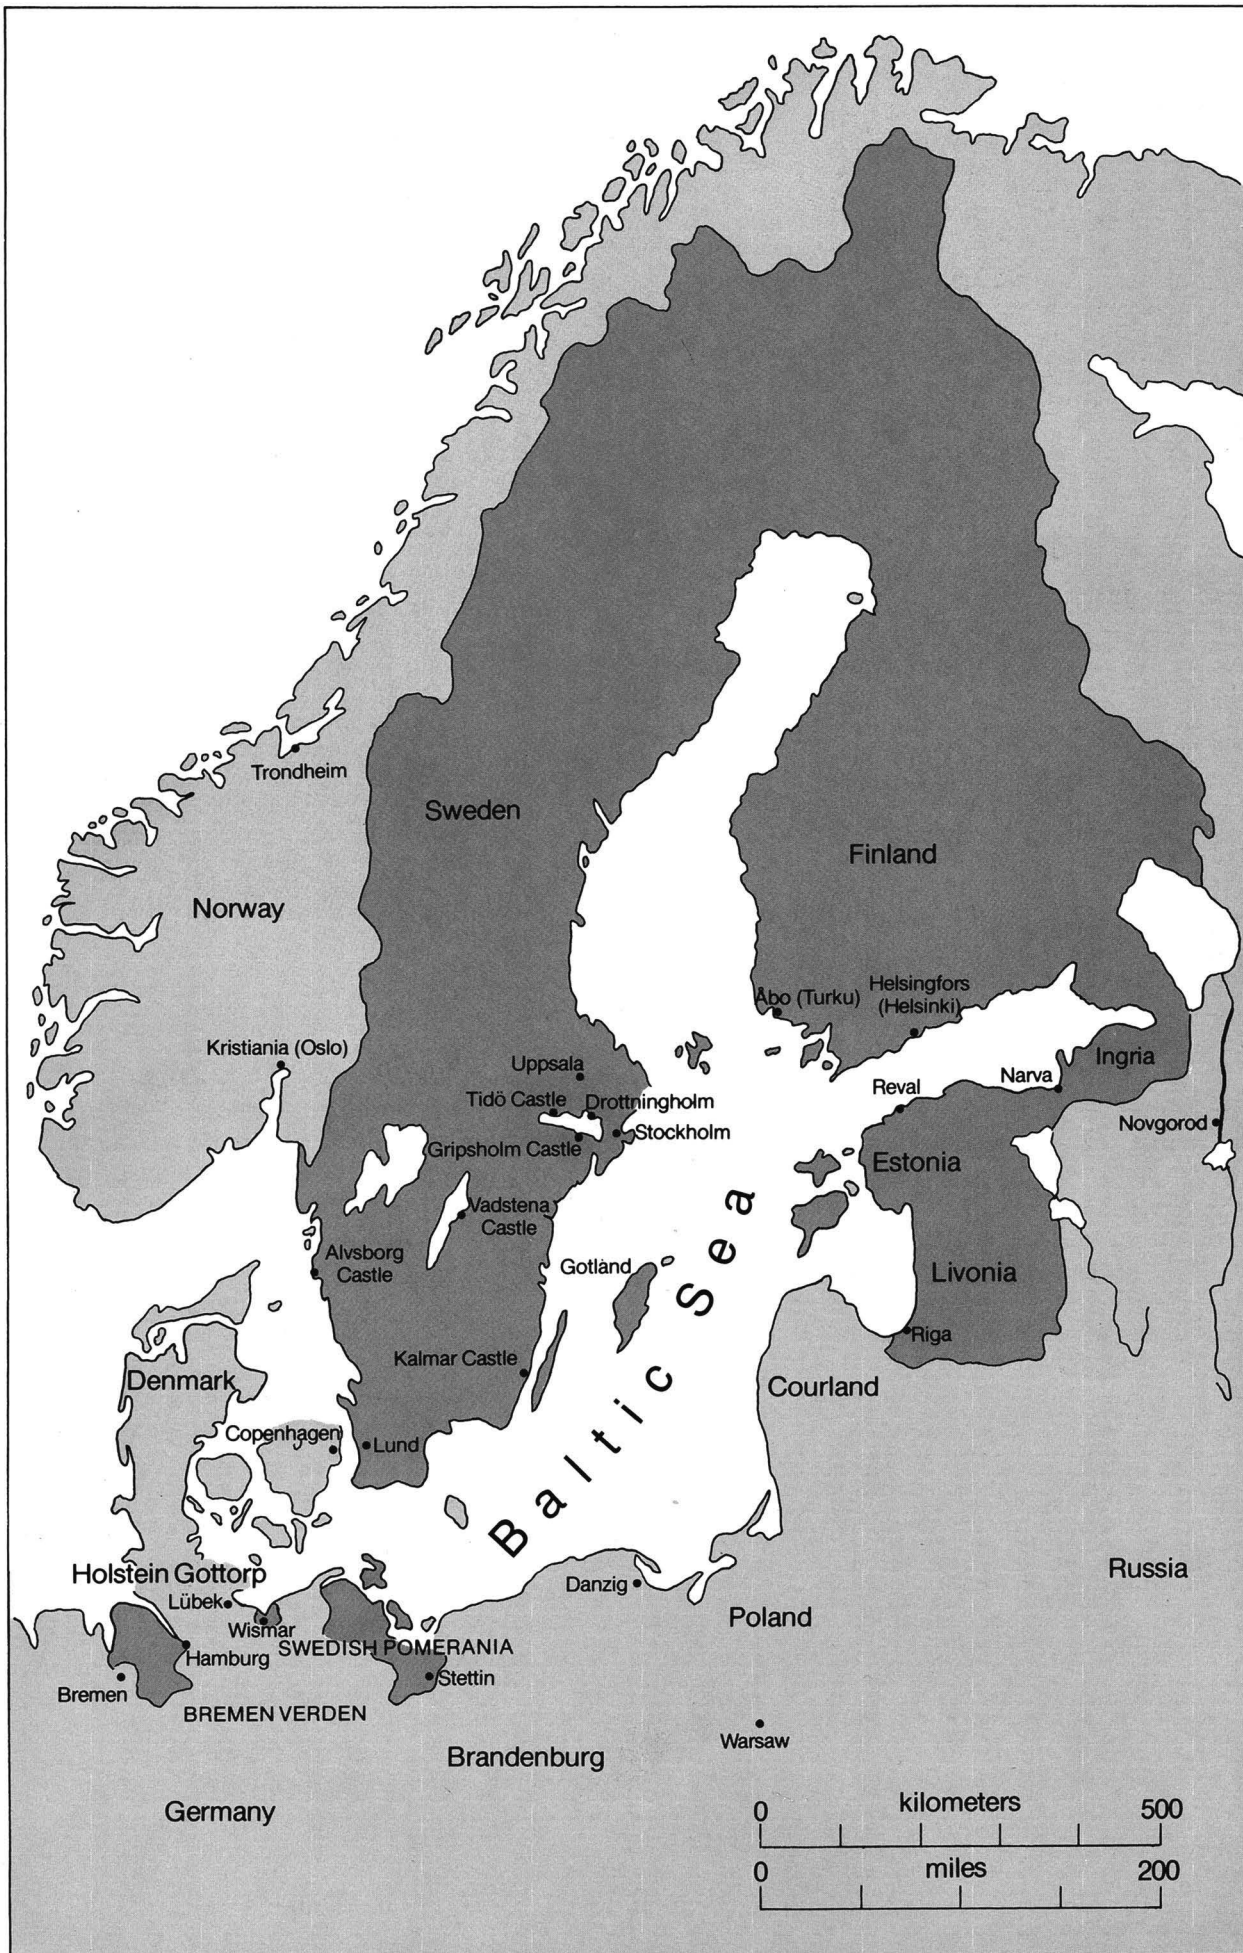 Trondheim
Sweden
Finland
Norway
Åbo (Turku)
Helsingfors
(Helsinki)
Kristiania (Oslo)
Uppsala
Ingria
Reval
Narva
Tidö Castle
Drottningholm
Novgorod
Stockholm
Gripsholm Castle
Estonia
Vadstena
Castle
Alvsborg
Castle
Gotland
Livonia
Baltic Sea
Riga
Kalmar Castle
Denmark
Courland
Copenhagen
Lund
Holstein Gottorp
Danzig
Russia
Lübek
Poland
Wismar
SWEDISH POMERANIA
Hamburg
Stettin
Bremen
BREMEN VERDEN
Warsaw
Brandenburg
Germany
0 kilometers 500
0 miles 200